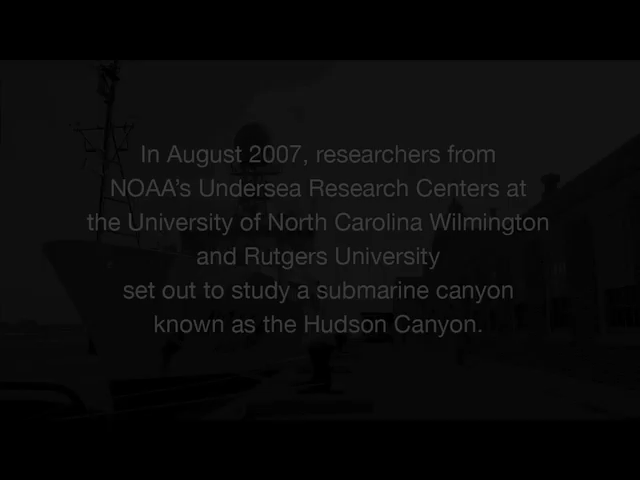 In August 2007, researchers from
NOAA's Undersea Research Centers at
the University of North Carolina Wilmington
and Rutgers University
set out to study a submarine canyon
known as the Hudson Canyon.